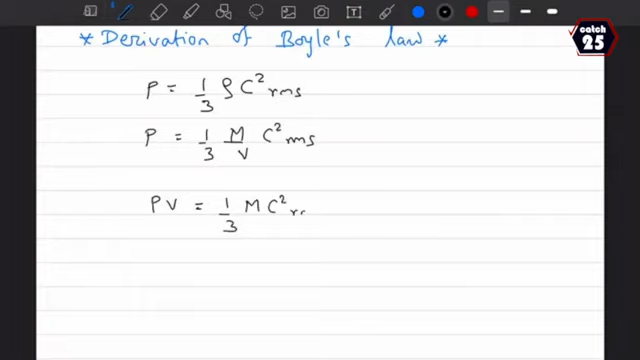 * Derivation of Boyle's law *
catch
25
P = 1/3 ρ C² rms
P = 1/3 M/V C² rms
PV = 1/3 M C² r